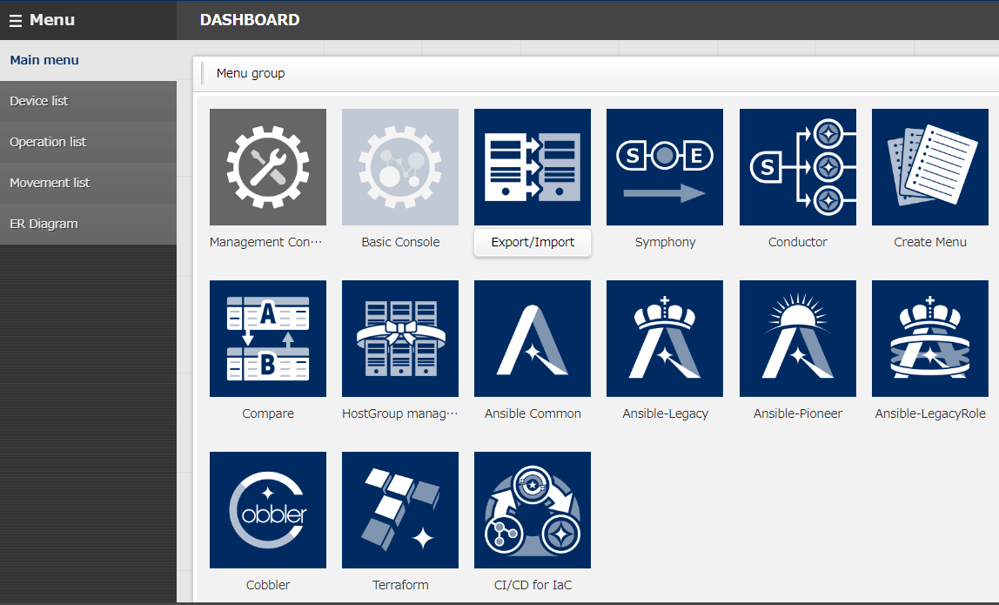 Menu
DASHBOARD
Main menu
Device list
Operation list
Movement list
ER Diagram
Menu group
Management Con···
Basic Console
Export/Import
S E
Symphony
S
Conductor
Create Menu
A
B
Compare
HostGroup manag···
Ansible Common
Ansible-Legacy
Ansible-Pioneer
Ansible-LegacyRole
Cobbler
Cobbler
Terraform
CI/CD for IaC